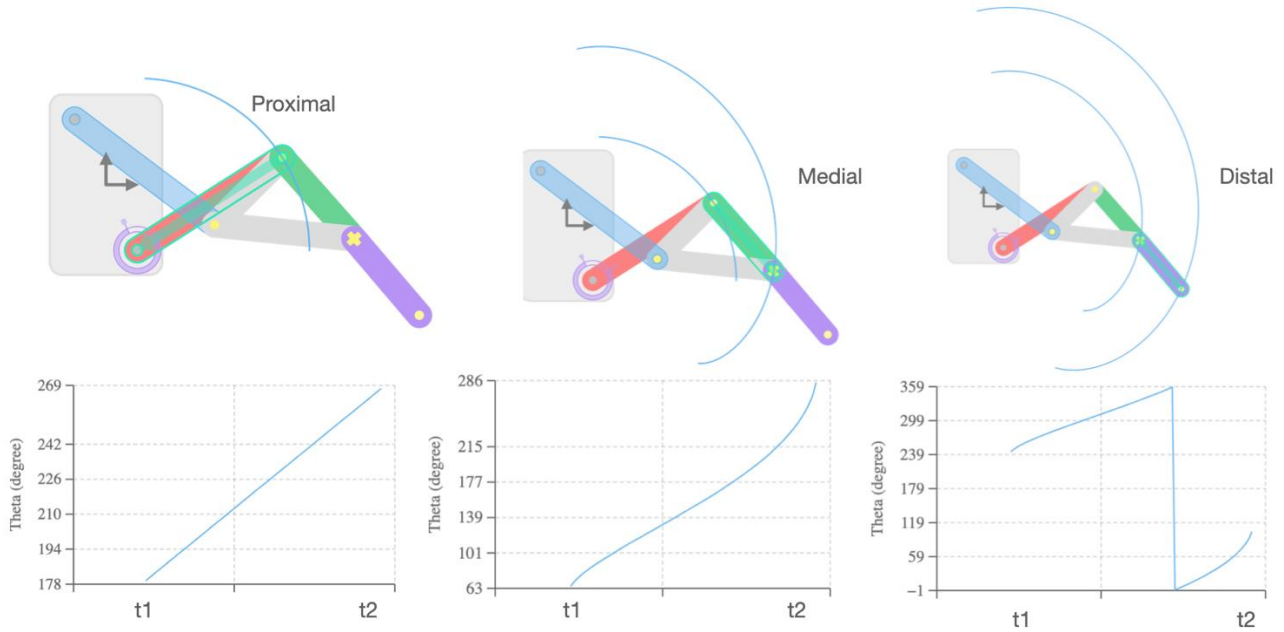 Proximal
Medial
Distal
Theta (degree)
269
242
226
210
194
178
t1
t2
Theta (degree)
286
215
177
139
101
63
t1
t2
Theta (degree)
359
299
239
179
119
59
−1
t1
t2